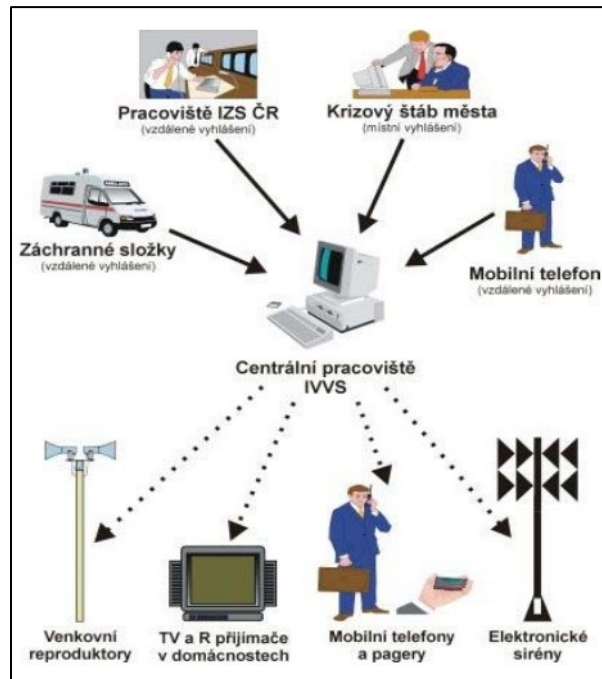 Pracoviště IZS ČR
(vzdálené vyhlášení)
Krizový štáb města
(místní vyhlášení)
Záchranné složky
(vzdálené vyhlášení)
Mobilní telefon
(vzdálené vyhlášení)
Centrální pracoviště
IVVS
Venkovní
reproduktory
TV a R přijímače
v domácnostech
Mobilní telefony
a pagery
Elektronické
sirény